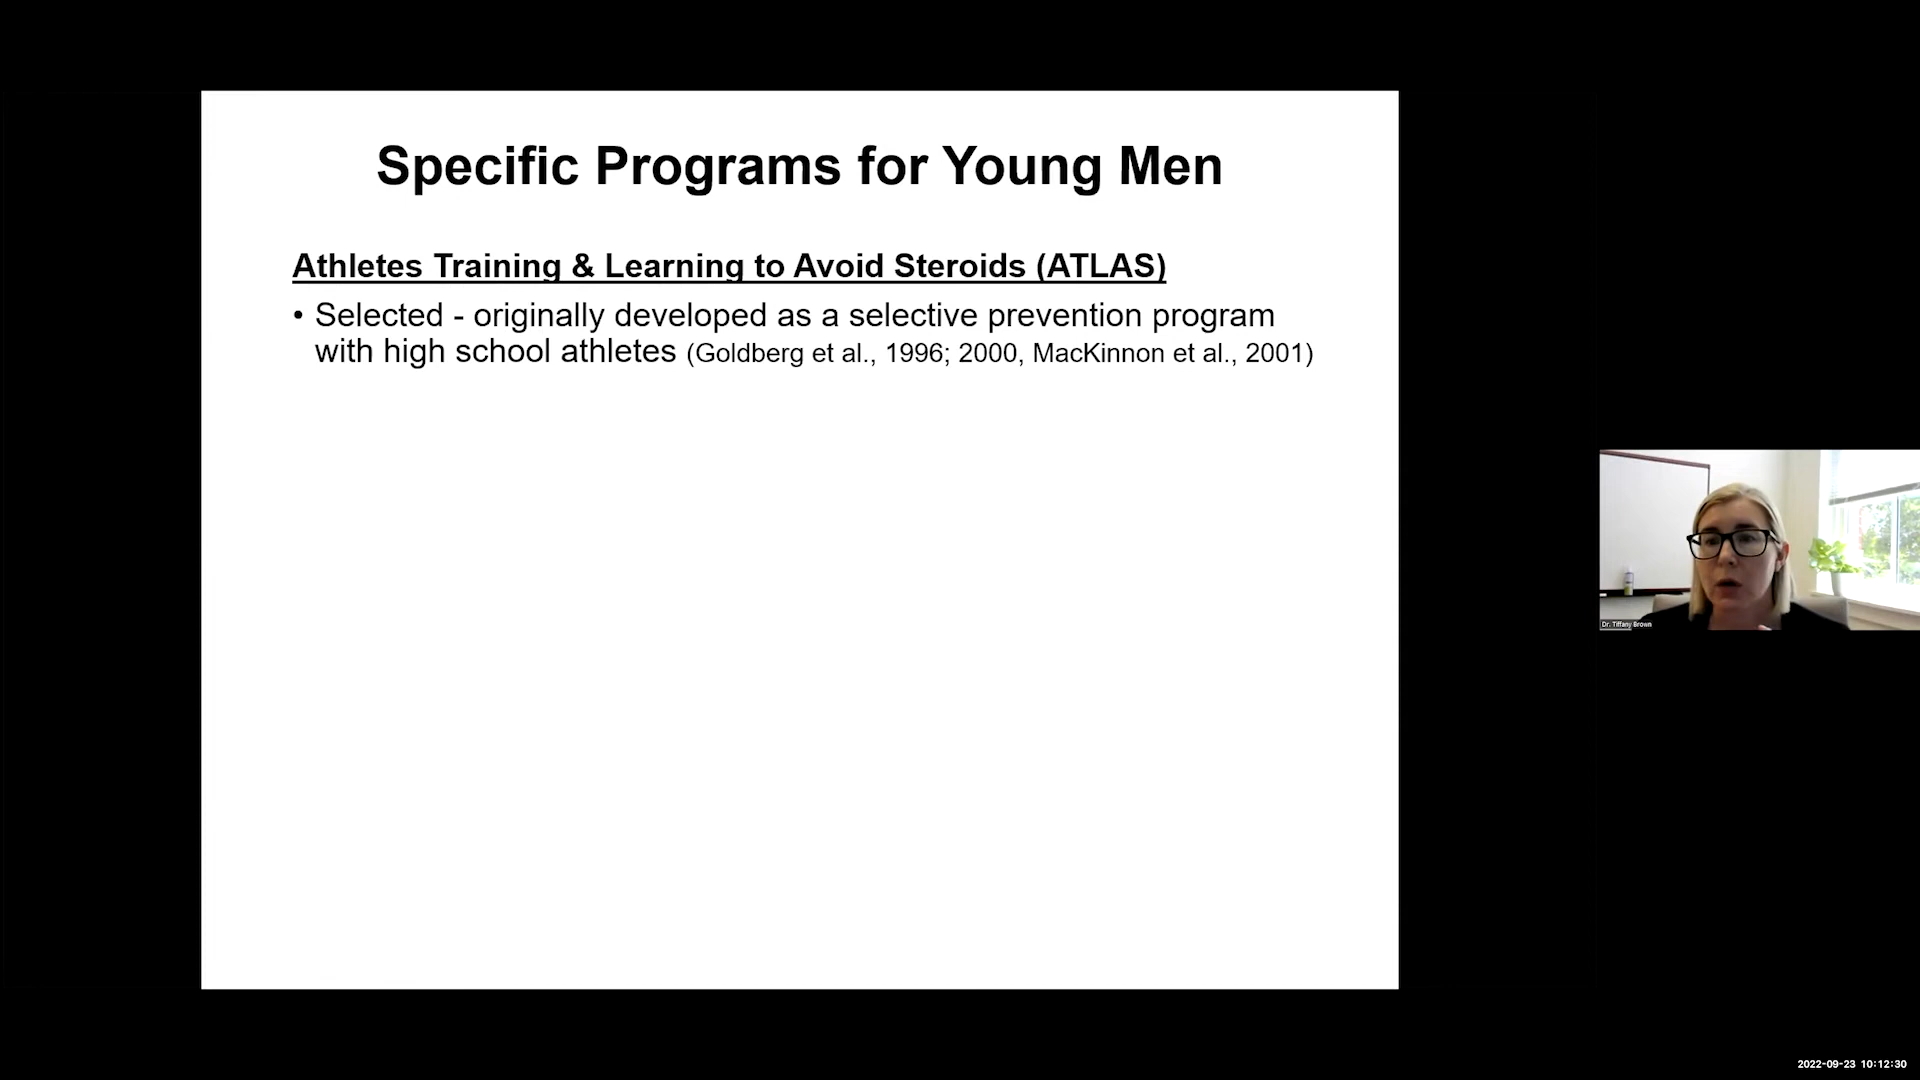 Specific Programs for Young Men
Athletes Training & Learning to Avoid Steroids (ATLAS)
• Selected - originally developed as a selective prevention program
with high school athletes (Goldberg et al., 1996; 2000, MacKinnon et al., 2001)
Dr. Tiffany Brown
2022-09-23 10:12:30